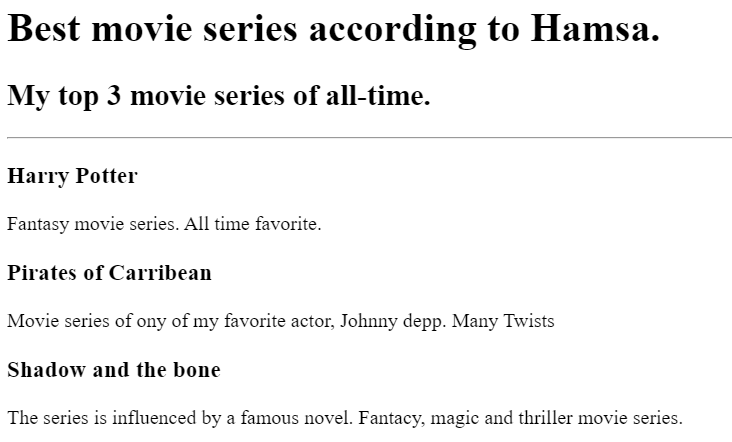 Best movie series according to Hamsa.
My top 3 movie series of all-time.
Harry Potter
Fantasy movie series. All time favorite.
Pirates of Carribean
Movie series of ony of my favorite actor, Johnny depp. Many Twists
Shadow and the bone
The series is influenced by a famous novel. Fantacy, magic and thriller movie series.